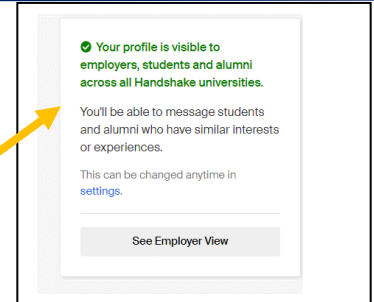 Your profile is visible to
employers, students and alumni
across all Handshake universities.
You'll be able to message students
and alumni who have similar interests
or experiences.
This can be changed anytime in
settings.
See Employer View